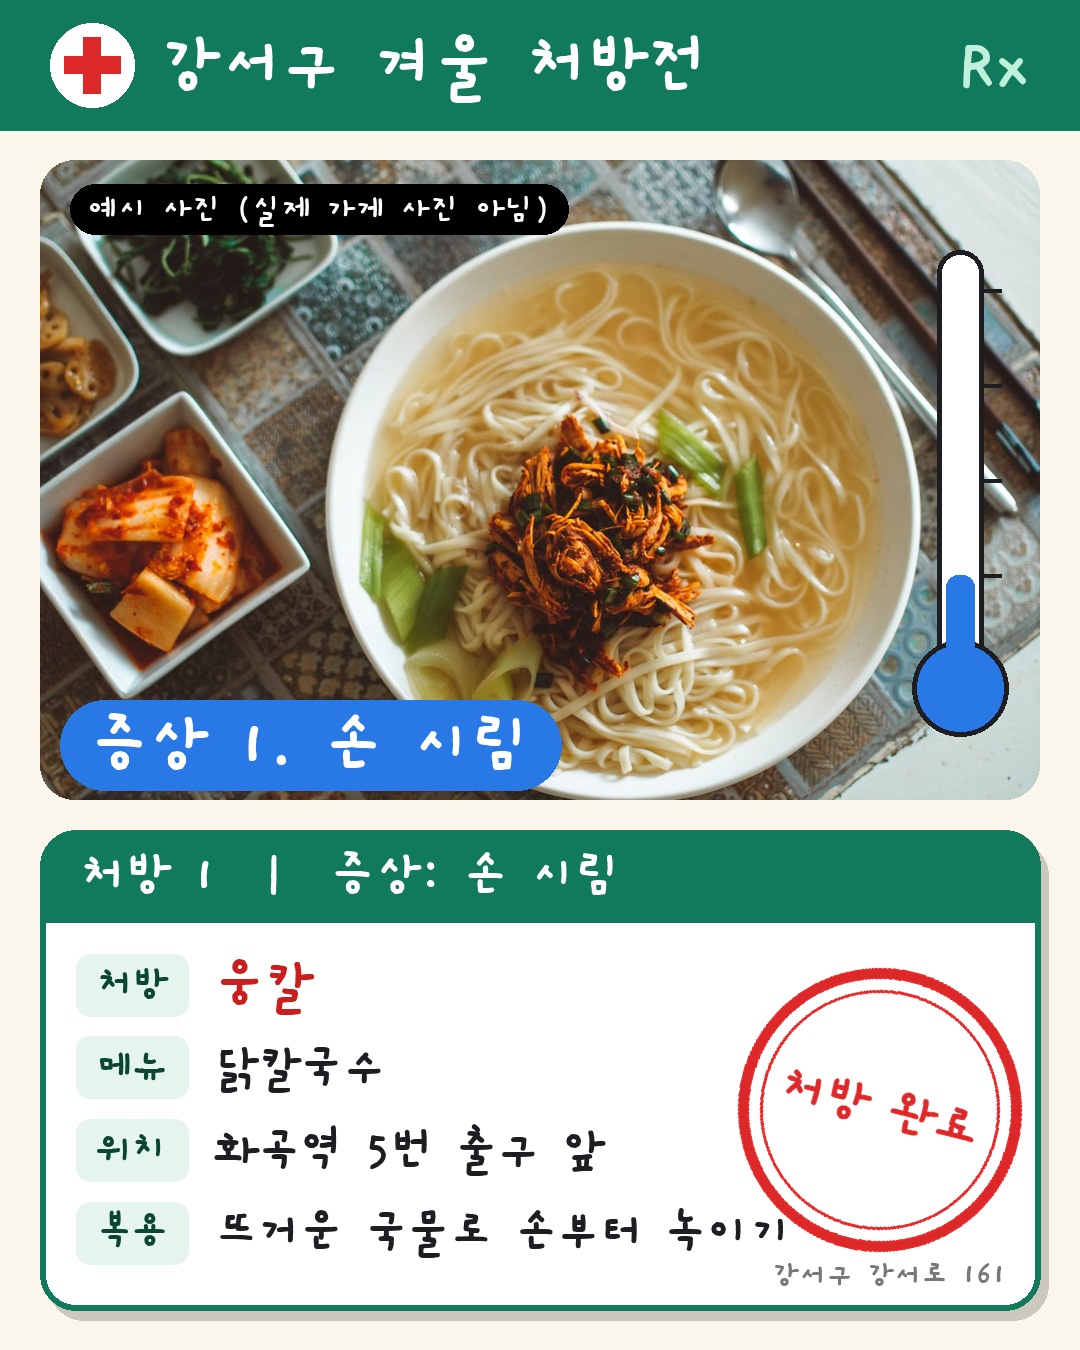 강서구 겨울 처방전
Rx
예시 사진 (실제 가게 사진 아님)
증상 1. 손 시림
처방 1 | 증상: 손 시림
처방 웅칼
메뉴 닭칼국수
위치 화곡역 5번 출구 앞
복용 뜨거운 국물로 손부터 녹이기
처방 완료
강서구 강서로 161